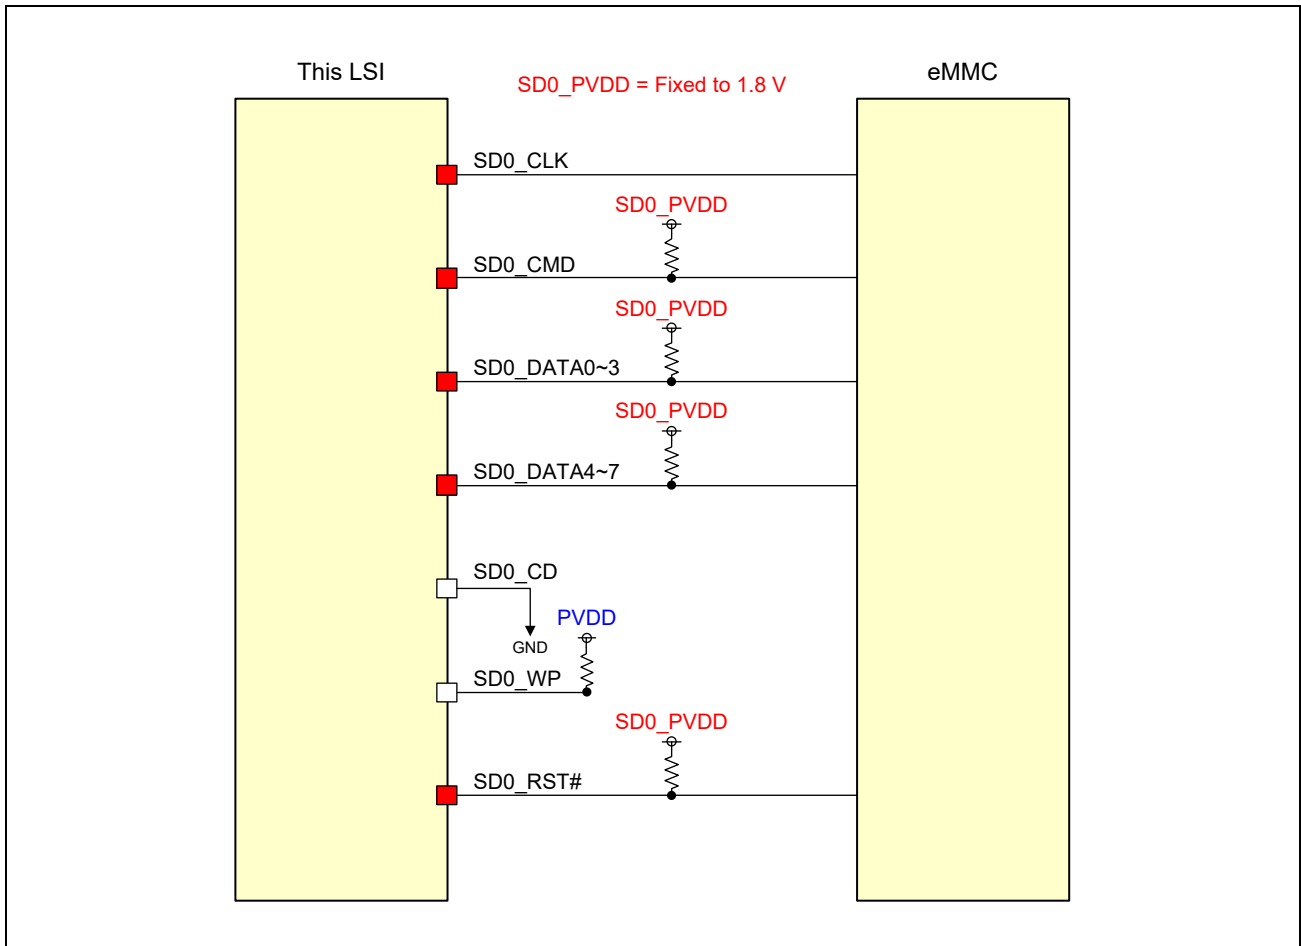 This LSI
SD0_PVDD = Fixed to 1.8 V
eMMC
SD0_CLK
SD0_PVDD
SD0_CMD
SD0_PVDD
SD0_DATA0~3
SD0_PVDD
SD0_DATA4~7
SD0_CD
PVDD
GND
SD0_WP
SD0_PVDD
SD0_RST#